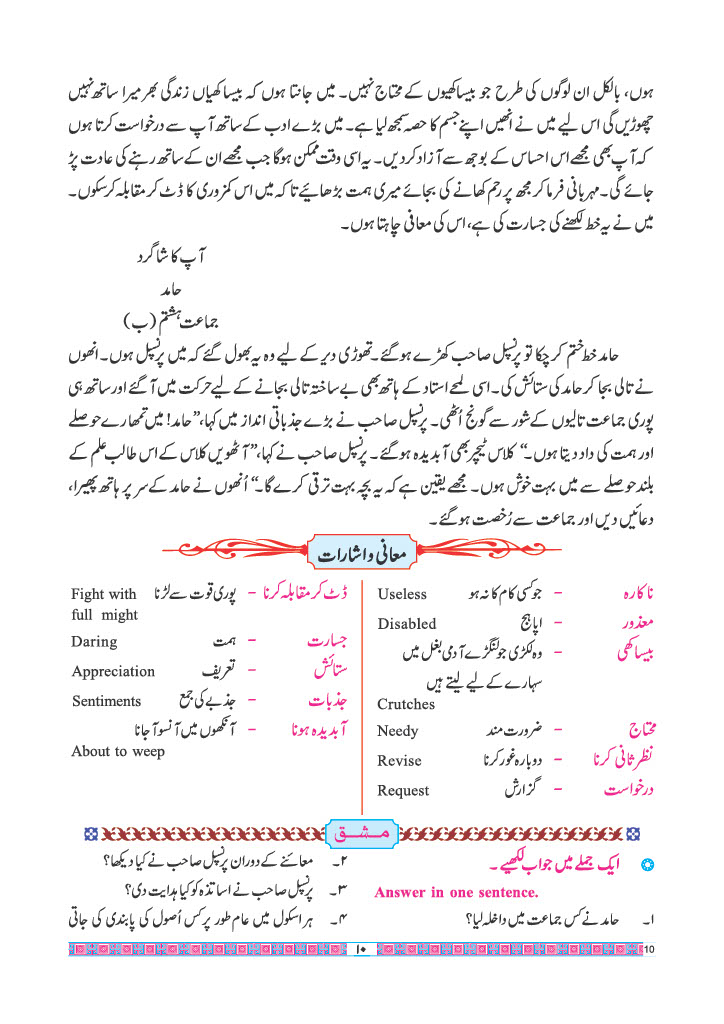 ہوں، بالکل ان لوگوں کی طرح جو بیساکھیوں کے محتاج نہیں۔ میں جانتا ہوں کہ بیساکھیاں زندگی بھر میرا ساتھ نہیں
چھوڑیں گی اس لیے میں نے انھیں اپنے جسم کا حصہ سمجھ لیا ہے۔ میں بڑے ادب کے ساتھ آپ سے درخواست کرتا ہوں
کہ آپ بھی مجھے اس احساس کے بوجھ سے آزاد کردیں۔ یہ اسی وقت ممکن ہوگا جب مجھے ان کے ساتھ رہنے کی عادت پڑ
جائے گی۔ مہربانی فرما کر مجھ پر رحم کھانے کی بجائے میری ہمت بڑھائیے تاکہ میں اس کمزوری کا ڈٹ کر مقابلہ کرسکوں۔
میں نے یہ خط لکھنے کی جسارت کی ہے، اس کی معافی چاہتا ہوں۔
آپ کا شاگرد
حامد
جماعت ہشتم (ب)
حامد خط ختم کرچکا تو پرنسپل صاحب کھڑے ہوگئے۔ تھوڑی دیر کے لیے وہ یہ بھول گئے کہ میں پرنسپل ہوں۔ انھوں
نے تالی بجا کر حامد کی ستائش کی۔ اسی لمحے استاد کے ہاتھ بھی بے ساختہ تالی بجانے کے لیے حرکت میں آگئے اور ساتھ ہی
پوری جماعت تالیوں کے شور سے گونج اُٹھی۔ پرنسپل صاحب نے بڑے جذباتی انداز میں کہا، ”حامد! میں تمھارے حوصلے
اور ہمت کی داد دیتا ہوں۔“ کلاس ٹیچر بھی آبدیدہ ہوگئے۔ پرنسپل صاحب نے کہا، ”آٹھویں کلاس کے اس طالب علم کے
بلند حوصلے سے میں بہت خوش ہوں۔ مجھے یقین ہے کہ یہ بچہ بہت ترقی کرے گا۔“ اُنھوں نے حامد کے سر پر ہاتھ پھیرا،
دعائیں دیں اور جماعت سے رُخصت ہوگئے۔
معانی و اشارات
ناکارہ – جو کسی کام کا نہ ہو Useless
معذور – اپاہج Disabled
بیساکھی – وہ لکڑی جو لنگڑے آدمی بغل میں
سہارے کے لیے لیتے ہیں
Crutches
محتاج – ضرورت مند Needy
نظر ثانی کرنا – دوبارہ غور کرنا Revise
درخواست – گزارش Request
ڈٹ کر مقابلہ کرنا – پوری قوت سے لڑنا Fight with
full might
جسارت – ہمت Daring
ستائش – تعریف Appreciation
جذبات – جذبے کی جمع Sentiments
آبدیدہ ہونا – آنکھوں میں آنسو آجانا
About to weep
مشق
ایک جملے میں جواب لکھیے۔
Answer in one sentence.
۱۔ حامد نے کس جماعت میں داخلہ لیا؟
۲۔ معائنے کے دوران پرنسپل صاحب نے کیا دیکھا؟
۳۔ پرنسپل صاحب نے اساتذہ کو کیا ہدایت دی؟
۴۔ ہر اسکول میں عام طور پر کس اُصول کی پابندی کی جاتی
۱۰
10